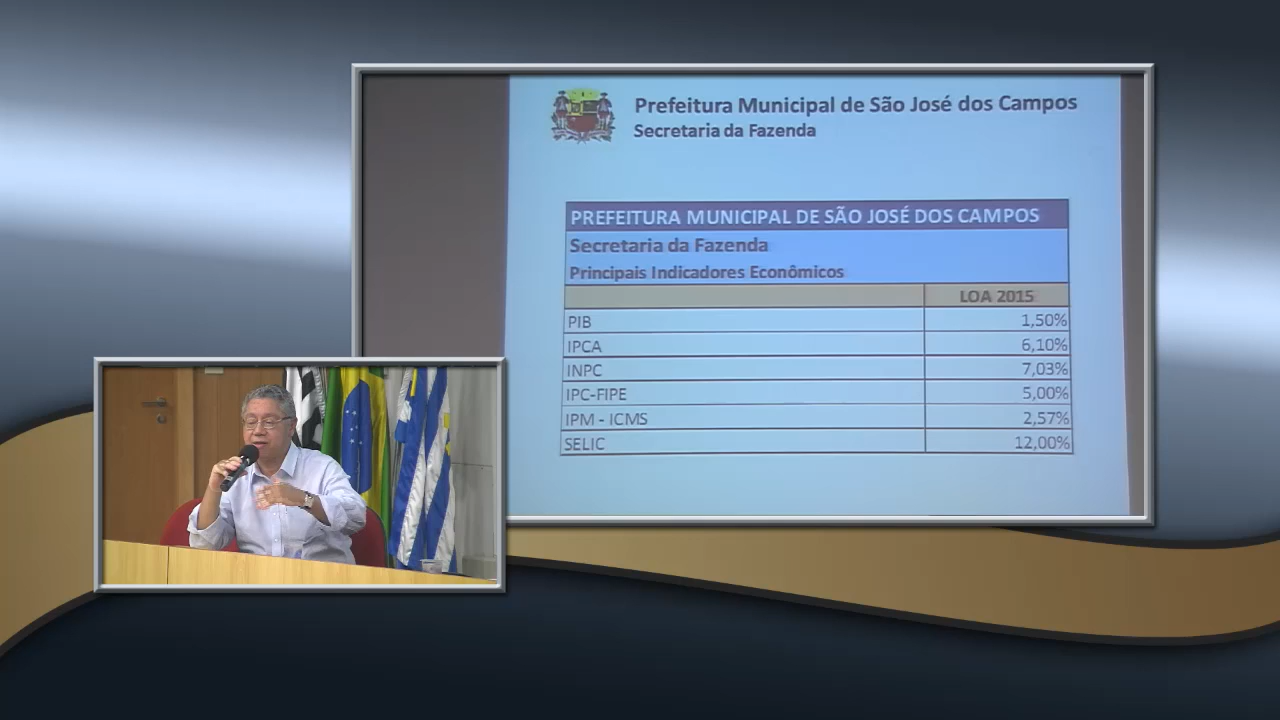 Prefeitura Municipal de São José dos Campos
Secretaria da Fazenda
PREFEITURA MUNICIPAL DE SÃO JOSÉ DOS CAMPOS
Secretaria da Fazenda
Principais Indicadores Econômicos
LOA 2015
PIB 1,50%
IPCA 6,10%
INPC 7,03%
IPC-FIPE 5,00%
IPM - ICMS 2,57%
SELIC 12,00%